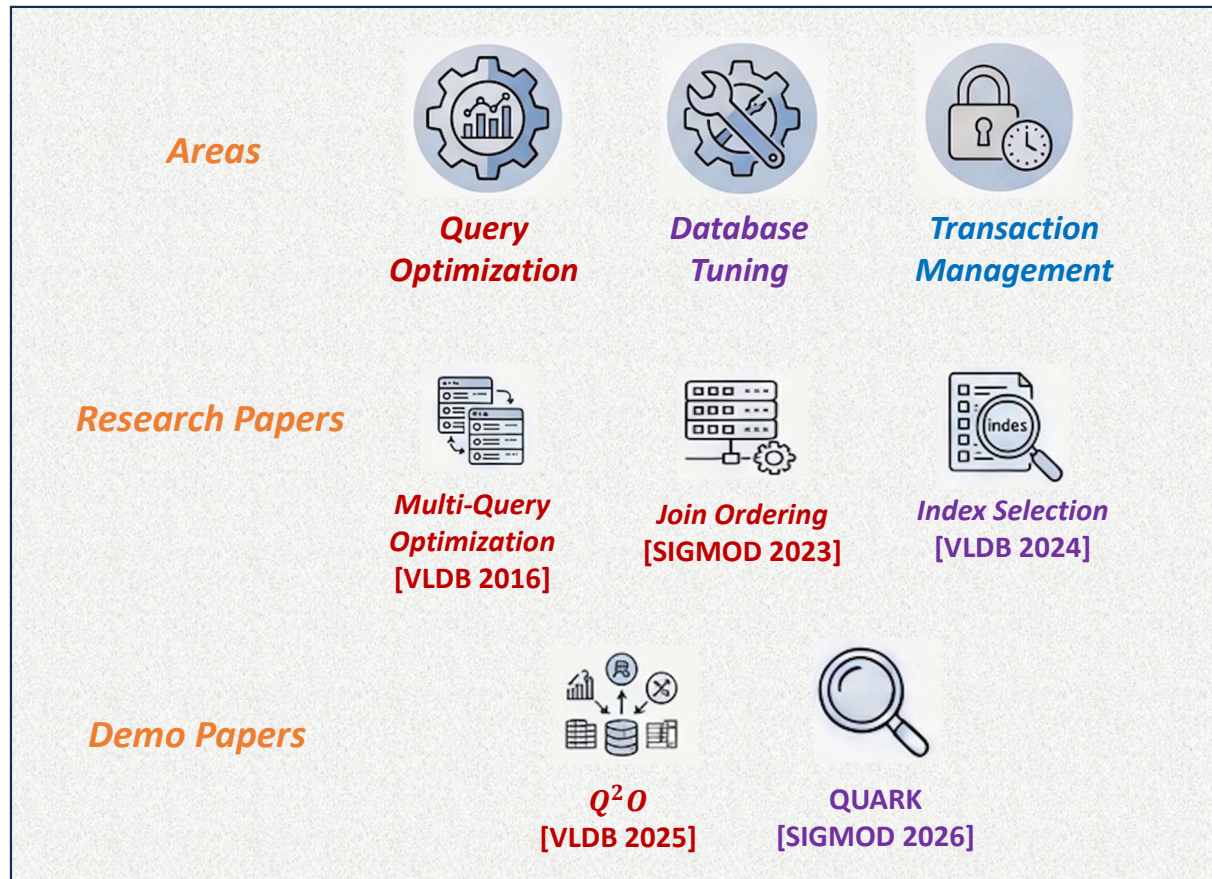 Areas
Query
Optimization
Database
Tuning
Transaction
Management
Research Papers
indes
Multi-Query
Optimization
[VLDB 2016]
Join Ordering
[SIGMOD 2023]
Index Selection
[VLDB 2024]
Demo Papers
Q²O
[VLDB 2025]
QUARK
[SIGMOD 2026]